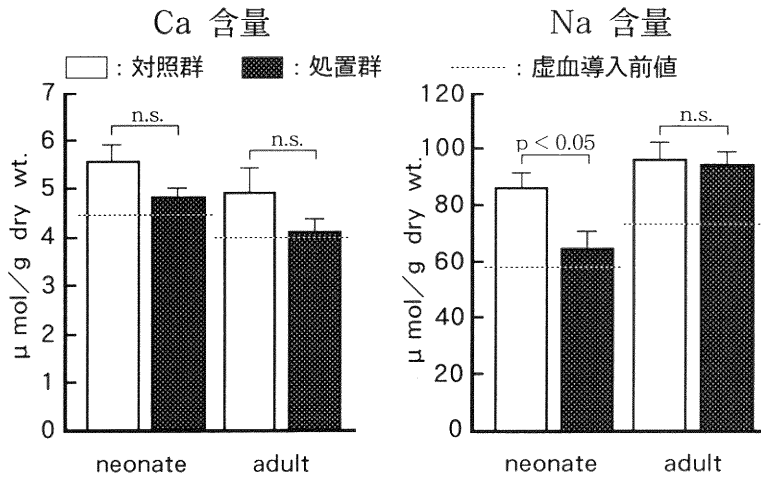 Ca 含量
Na 含量
: 対照群
: 処置群
: 虚血導入前値
μ mol/g dry wt.
7
6
5
4
3
2
1
0
n.s.
n.s.
neonate
adult
μ mol/g dry wt.
120
100
80
60
40
20
0
p < 0.05
n.s.
neonate
adult